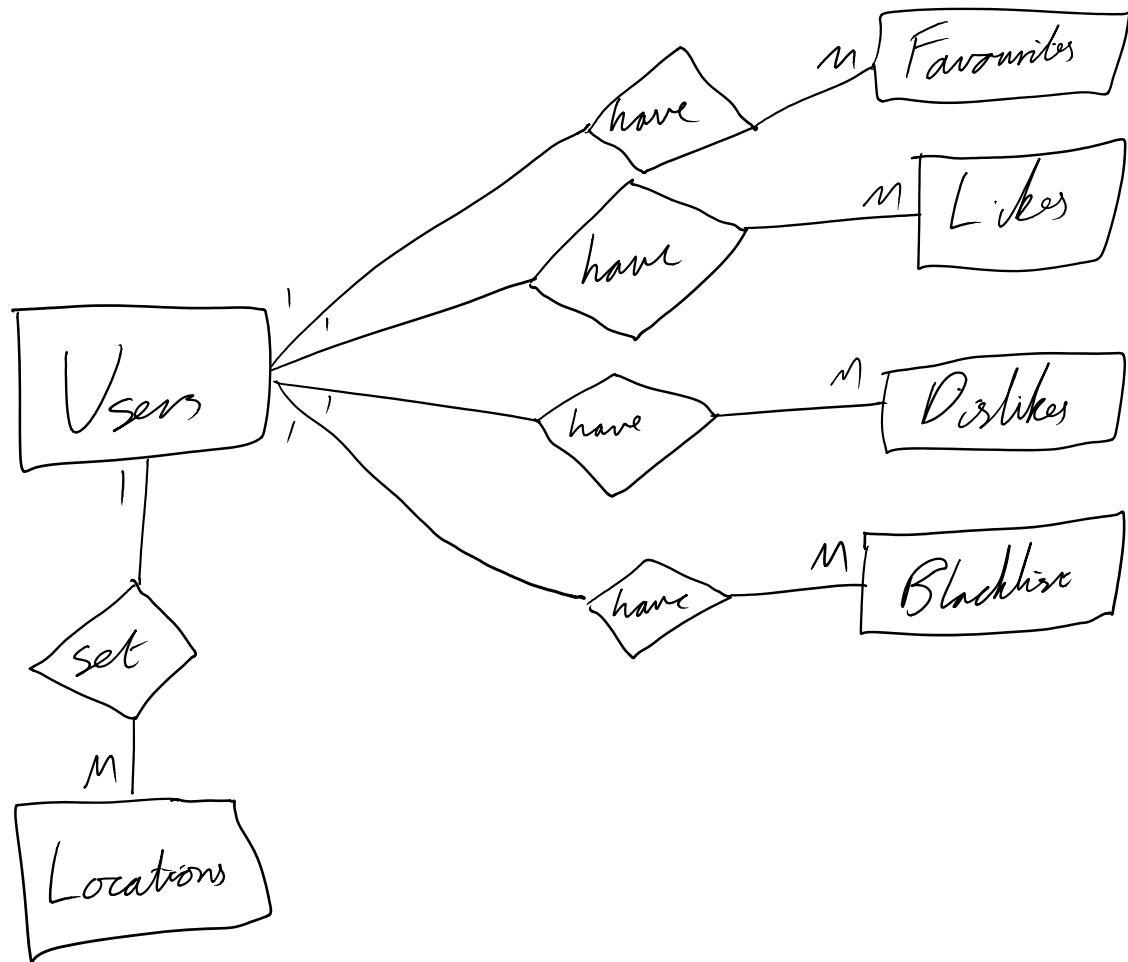 M
Favourites
have
M
Likes
have
1
1
Users
M
Dislikes
1
have
1
1
M
Blacklist
have
set
M
Locations